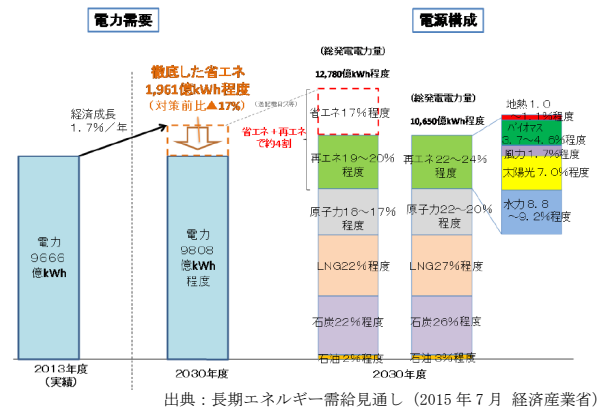 電力需要
電源構成
徹底した省エネ
1,961億kWh程度
(対策前比▲17%)
経済成長
1.7%/年
電力
9666
億kWh
電力
9808
億kWh
程度
2013年度
(実績)
2030年度
(総発電電力量)
12,780億kWh程度
省エネ+再エネ
で約4割
省エネ17%程度
再エネ19~20%
程度
原子力18~17%
程度
LNG22%程度
石炭22%程度
石油2%程度
2030年度
(総発電電力量)
10,650億kWh程度
再エネ22~24%
程度
原子力22~20%
程度
LNG27%程度
石炭26%程度
石油3%程度
地熱1.0
~1.1%程度
バイオマス
3.7~4.6%程度
風力1.7%程度
太陽光7.0%程度
水力8.8
~9.2%程度
出典:長期エネルギー需給見通し(2015年7月 経済産業省)